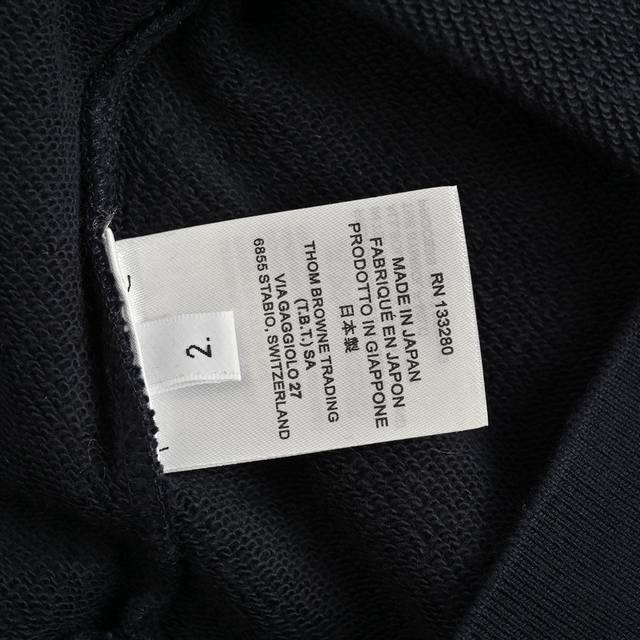 RN 133280
MADE IN JAPAN
FABRIQUÉ EN JAPON
PRODOTTO IN GIAPPONE
日本製
THOM BROWNE TRADING
(T.B.T.) SA
VIA GAGGIOLO 27
6855 STABIO, SWITZERLAND
2.